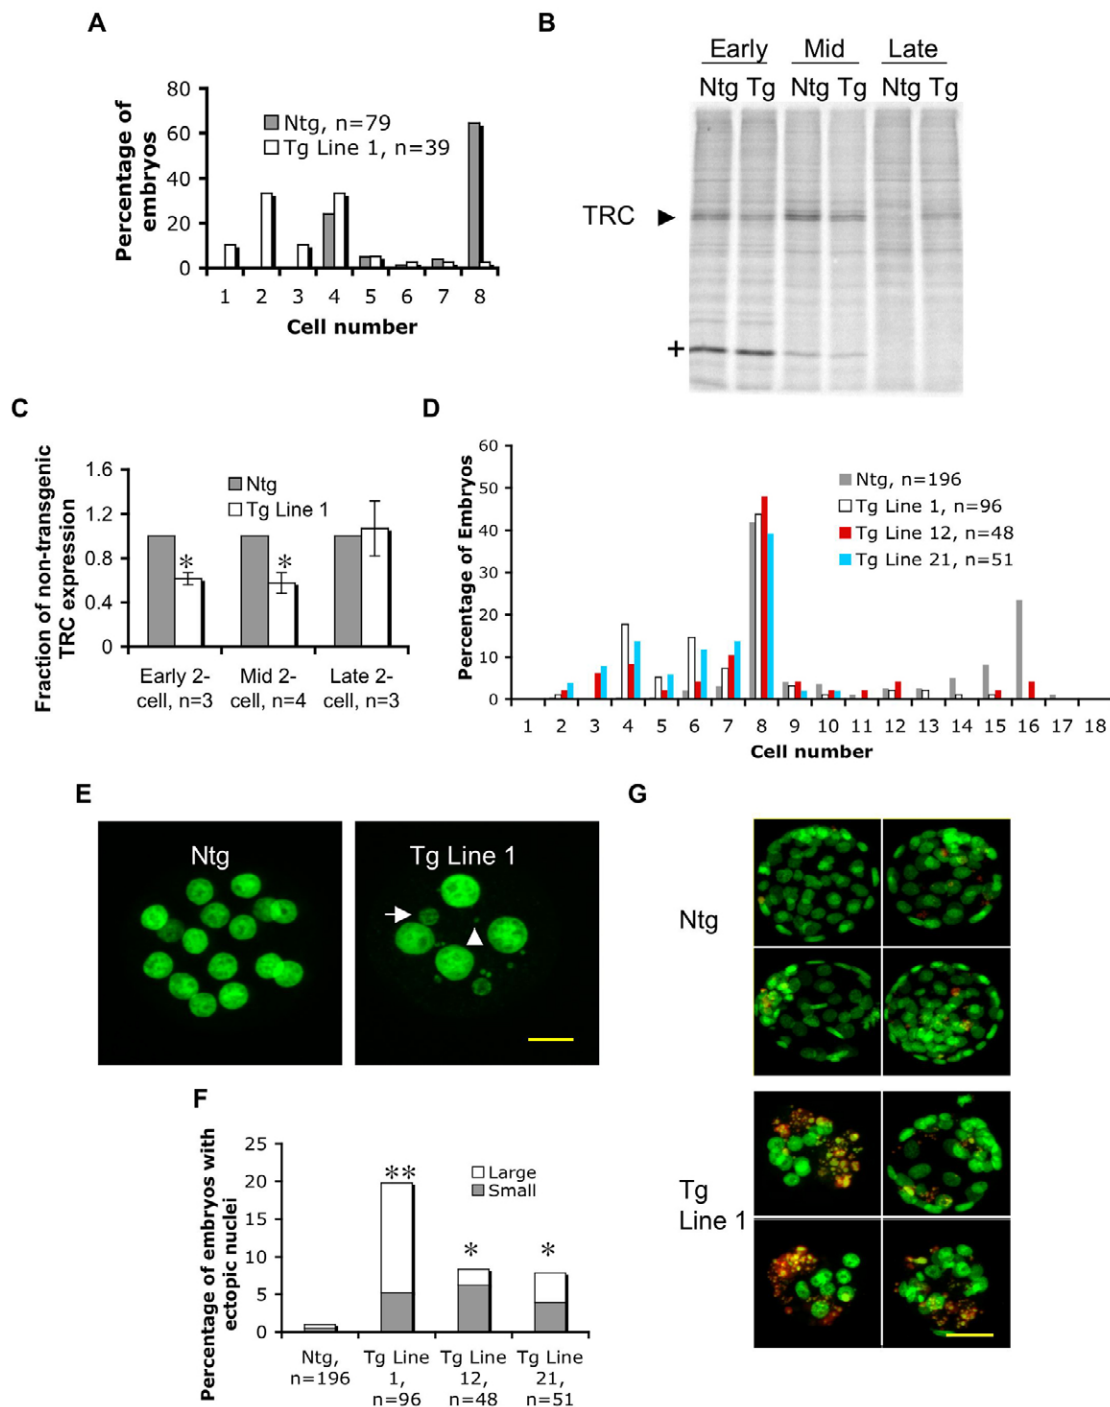 A
80
60
40
20
0
Percentage of
embryos
Ntg, n=79
Tg Line 1, n=39
1 2 3 4 5 6 7 8
Cell number
B
Early Mid Late
Ntg Tg Ntg Tg Ntg Tg
TRC
+
C
1.6
1.2
0.8
0.4
0
Fraction of non-transgenic
TRC expression
Ntg
Tg Line 1
* *
Early 2-
cell, n=3
Mid 2-
cell, n=4
Late 2-
cell, n=3
D
60
50
40
30
20
10
0
Percentage of Embryos
Ntg, n=196
Tg Line 1, n=96
Tg Line 12, n=48
Tg Line 21, n=51
1 2 3 4 5 6 7 8 9 10 11 12 13 14 15 16 17 18
Cell number
E
Ntg
Tg Line 1
F
25
20
15
10
5
0
Percentage of embryos with
ectopic nuclei
Large
Small
** * *
Ntg,
n=196
Tg Line
1,
n=96
Tg Line
12,
n=48
Tg Line
21,
n=51
G
Ntg
Tg
Line 1